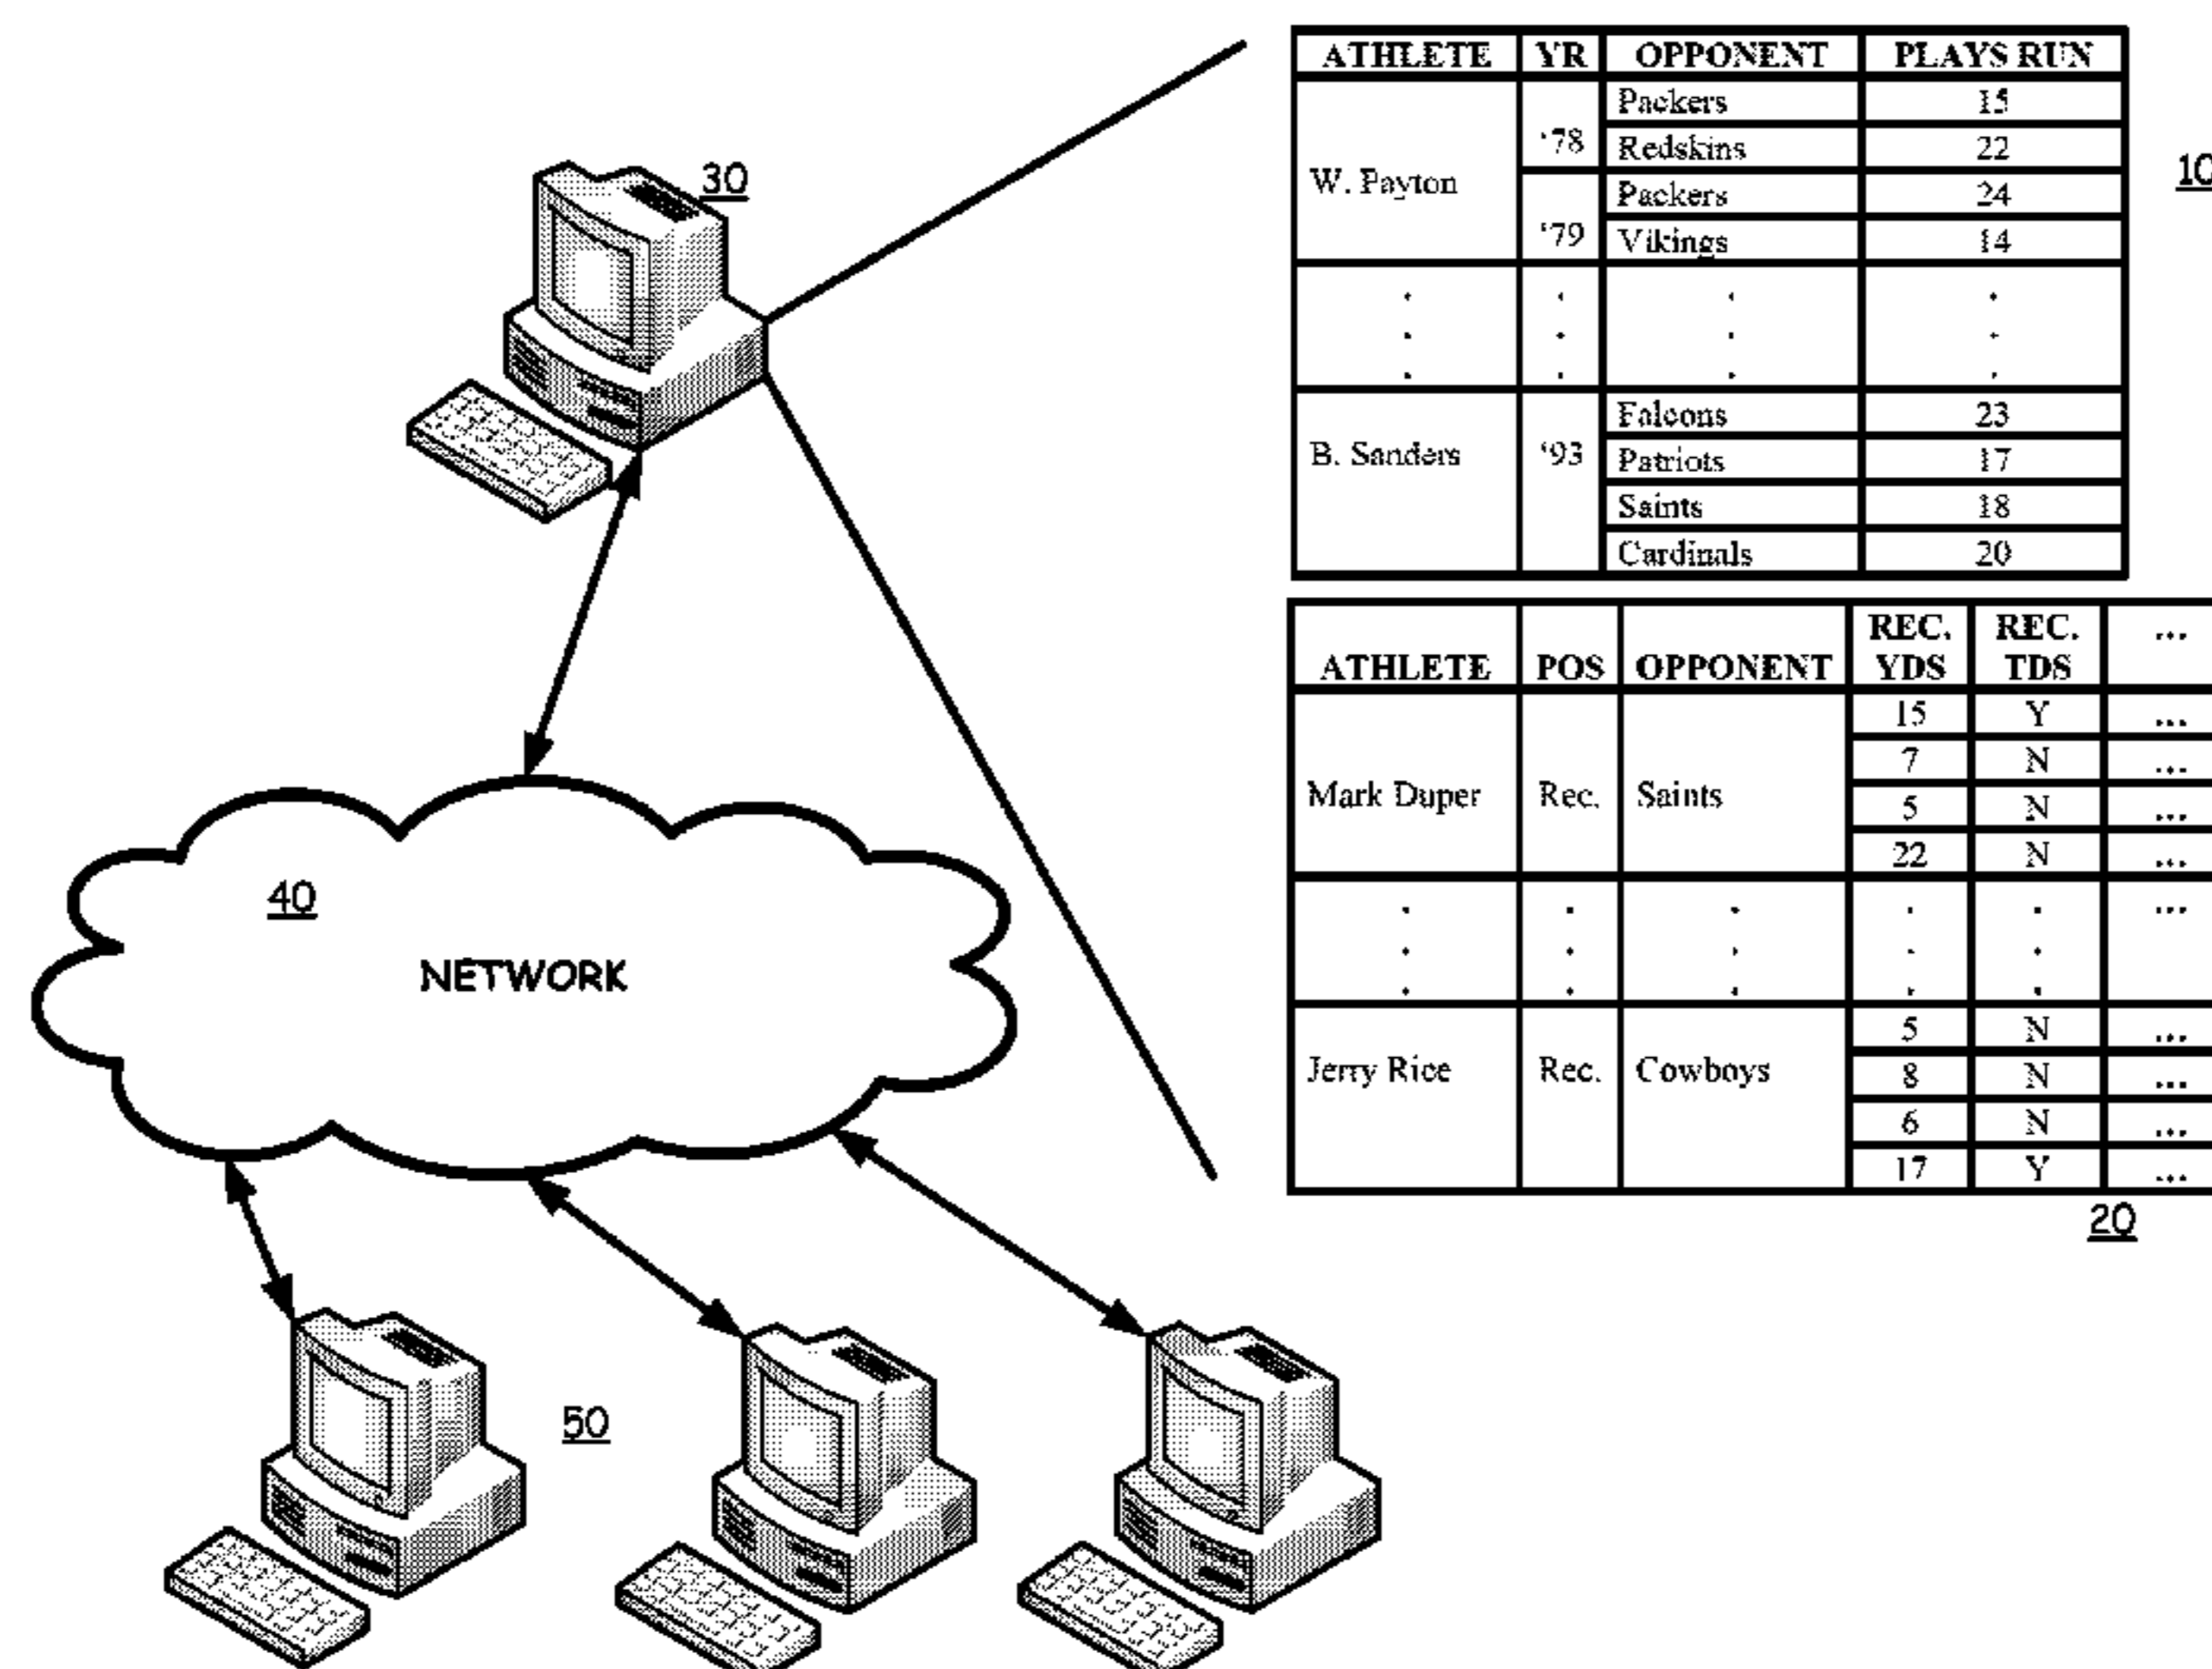 ATHLETE YR OPPONENT PLAYS RUN
W. Payton '78 Packers 15
Redskins 22
'79 Packers 24
Vikings 14
. . . .
. . . .
. . . .
B. Sanders '93 Falcons 23
Patriots 17
Saints 18
Cardinals 20
10
30
ATHLETE POS OPPONENT REC. YDS REC. TDS ...
Mark Duper Rec. Saints 15 Y ...
7 N ...
5 N ...
22 N ...
. . . . . ...
. . . . .
. . . . .
Jerry Rice Rec. Cowboys 5 N ...
8 N ...
6 N ...
17 Y ...
20
40
NETWORK
50